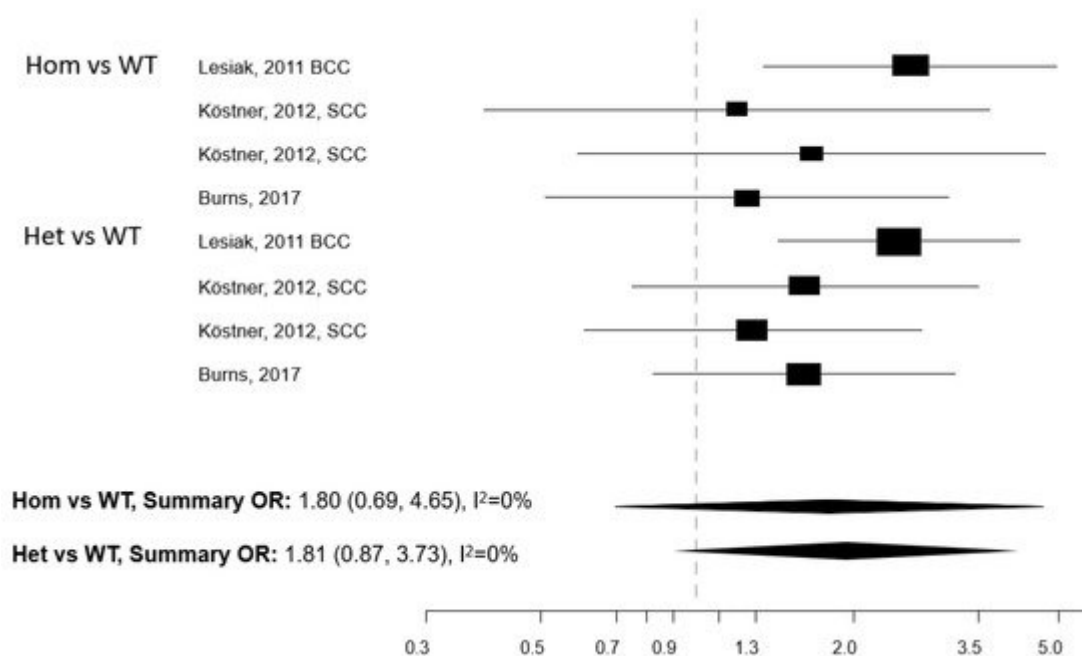 Hom vs WT
Lesiak, 2011 BCC
Köstner, 2012, SCC
Köstner, 2012, SCC
Burns, 2017
Het vs WT
Lesiak, 2011 BCC
Köstner, 2012, SCC
Köstner, 2012, SCC
Burns, 2017
Hom vs WT, Summary OR: 1.80 (0.69, 4.65), I²=0%
Het vs WT, Summary OR: 1.81 (0.87, 3.73), I²=0%
0.3 0.5 0.7 0.9 1.3 2.0 3.5 5.0